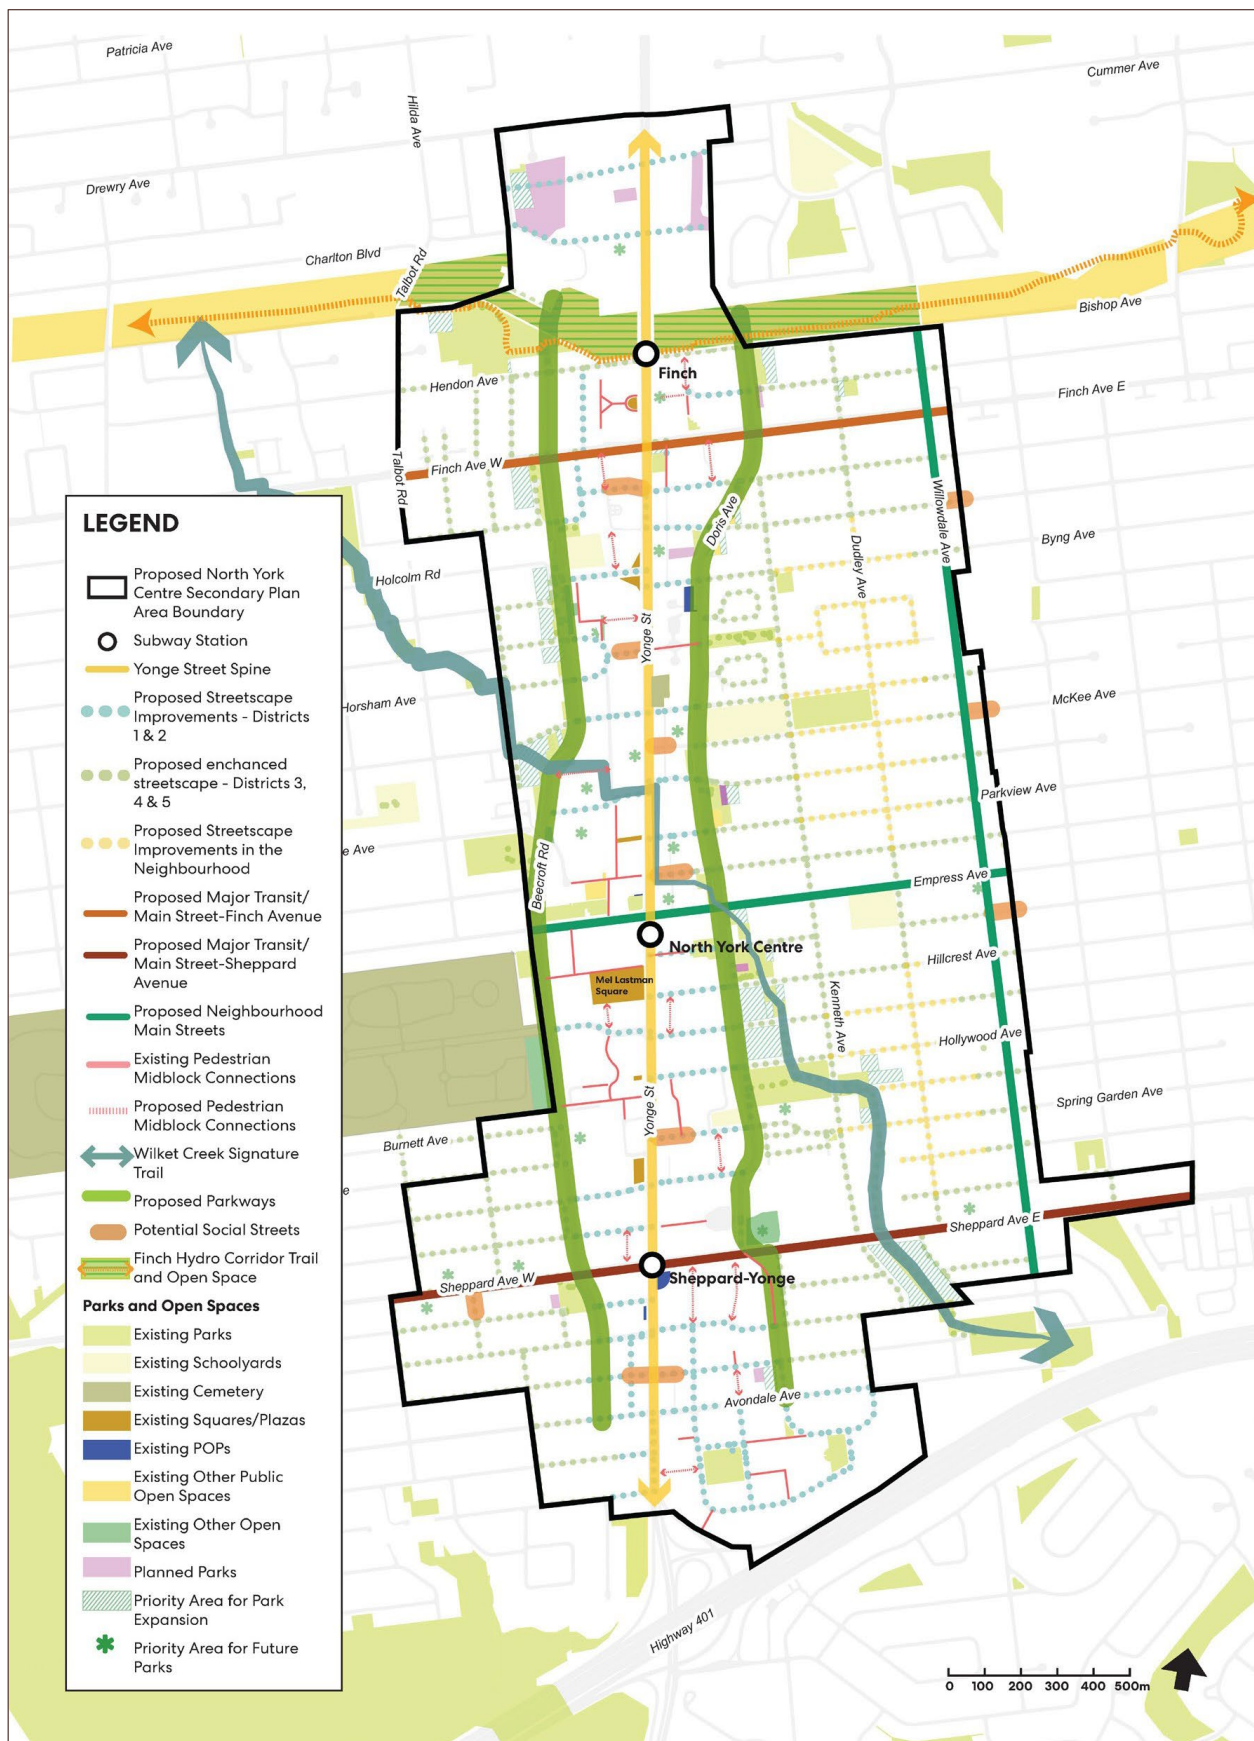 Patricia Ave
Cummer Ave
Hilda Ave
Drewry Ave
Charlton Blvd
Talbot Rd
Bishop Ave
Finch
Hendon Ave
Finch Ave E
Finch Ave W
Talbot Rd
Doris Ave
Willowdale Ave
Dudley Ave
Byng Ave
Holcolm Rd
Yonge St
McKee Ave
Horsham Ave
Parkview Ave
e Ave
Beecroft Rd
Empress Ave
North York Centre
Hillcrest Ave
Mel Lastman
Square
Kenneth Ave
Hollywood Ave
Spring Garden Ave
Yonge St
Burnett Ave
e
Sheppard Ave E
Sheppard-Yonge
Sheppard Ave W
Avondale Ave
Highway 401
0 100 200 300 400 500m
LEGEND
Proposed North York
Centre Secondary Plan
Area Boundary
Subway Station
Yonge Street Spine
Proposed Streetscape
Improvements - Districts
1 & 2
Proposed enchanced
streetscape - Districts 3,
4 & 5
Proposed Streetscape
Improvements in the
Neighbourhood
Proposed Major Transit/
Main Street-Finch Avenue
Proposed Major Transit/
Main Street-Sheppard
Avenue
Proposed Neighbourhood
Main Streets
Existing Pedestrian
Midblock Connections
Proposed Pedestrian
Midblock Connections
Wilket Creek Signature
Trail
Proposed Parkways
Potential Social Streets
Finch Hydro Corridor Trail
and Open Space
Parks and Open Spaces
Existing Parks
Existing Schoolyards
Existing Cemetery
Existing Squares/Plazas
Existing POPs
Existing Other Public
Open Spaces
Existing Other Open
Spaces
Planned Parks
Priority Area for Park
Expansion
Priority Area for Future
Parks